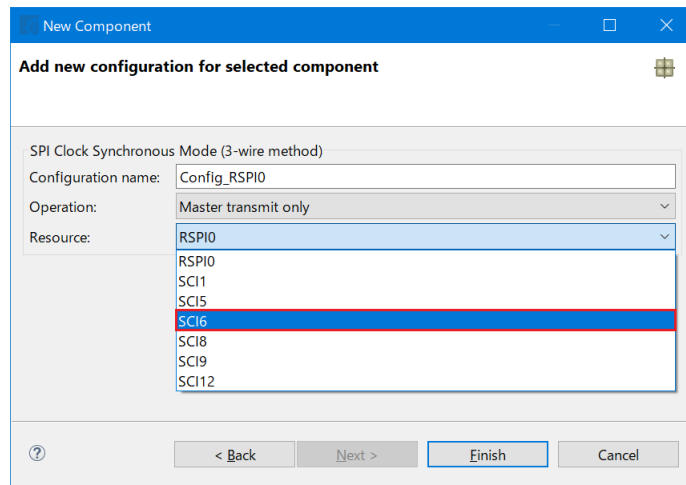 New Component
Add new configuration for selected component
SPI Clock Synchronous Mode (3-wire method)
Configuration name: Config_RSPI0
Operation: Master transmit only
Resource: RSPI0
RSPI0
SCI1
SCI5
SCI6
SCI8
SCI9
SCI12
? < Back Next > Finish Cancel